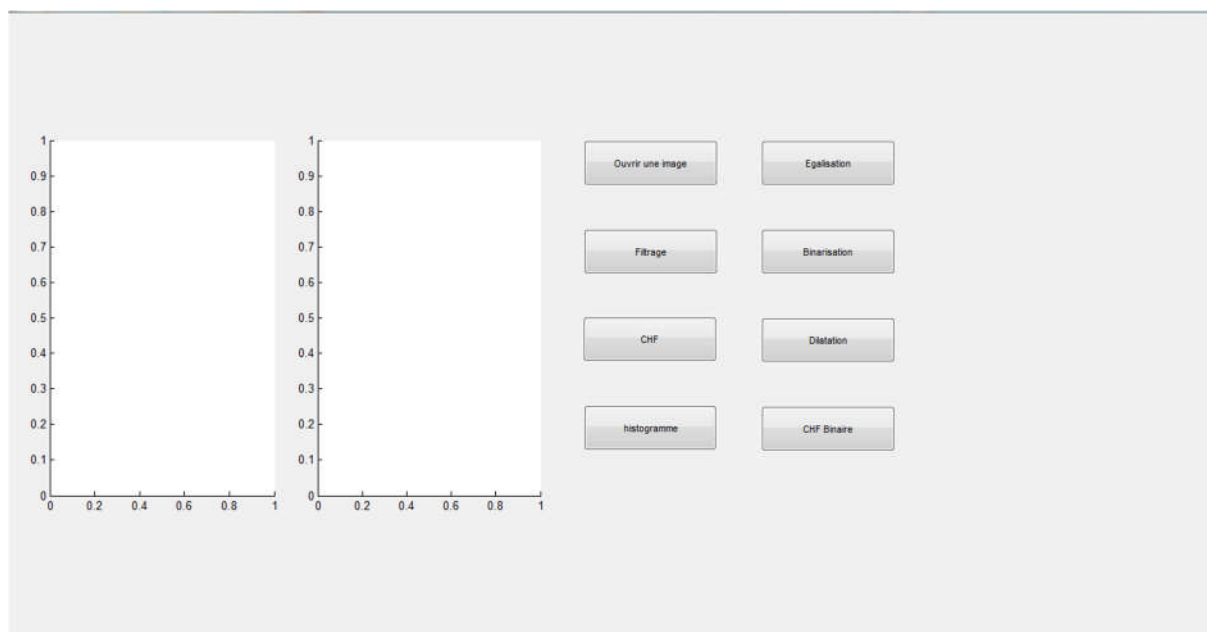 1 1 Ouvrir une image Egalisation
0.9 0.9
0.8 0.8
0.7 0.7 Filtrage Binarisation
0.6 0.6
0.5 0.5
0.4 0.4 CHF Dilatation
0.3 0.3
0.2 0.2 histogramme CHF Binaire
0.1 0.1
0 0
0 0.2 0.4 0.6 0.8 1 0 0.2 0.4 0.6 0.8 1